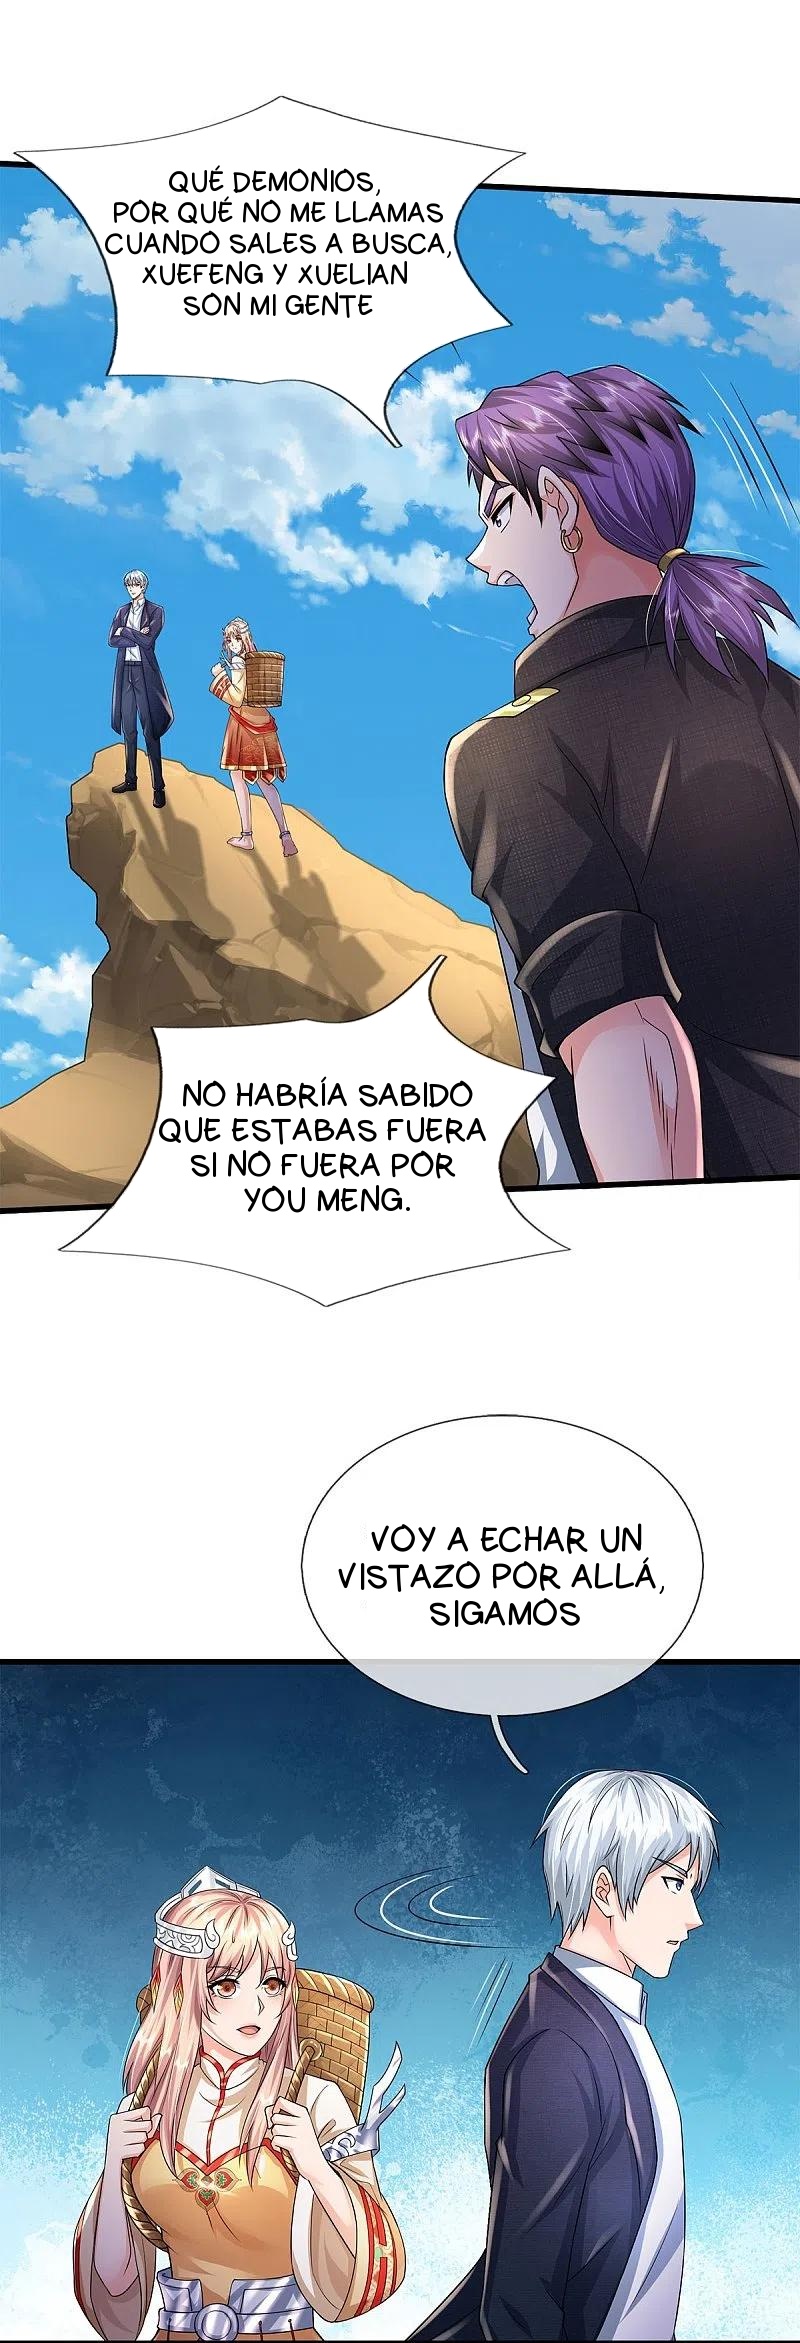 QUÉ DEMONIOS,
POR QUÉ NO ME LLAMAS
CUANDO SALES A BUSCA,
XUEFENG Y XUELIAN
SON MI GENTE
NO HABRÍA SABIDO
QUE ESTABAS FUERA
SI NO FUERA POR
YOU MENG.
VOY A ECHAR UN
VISTAZO POR ALLÁ,
SIGAMOS